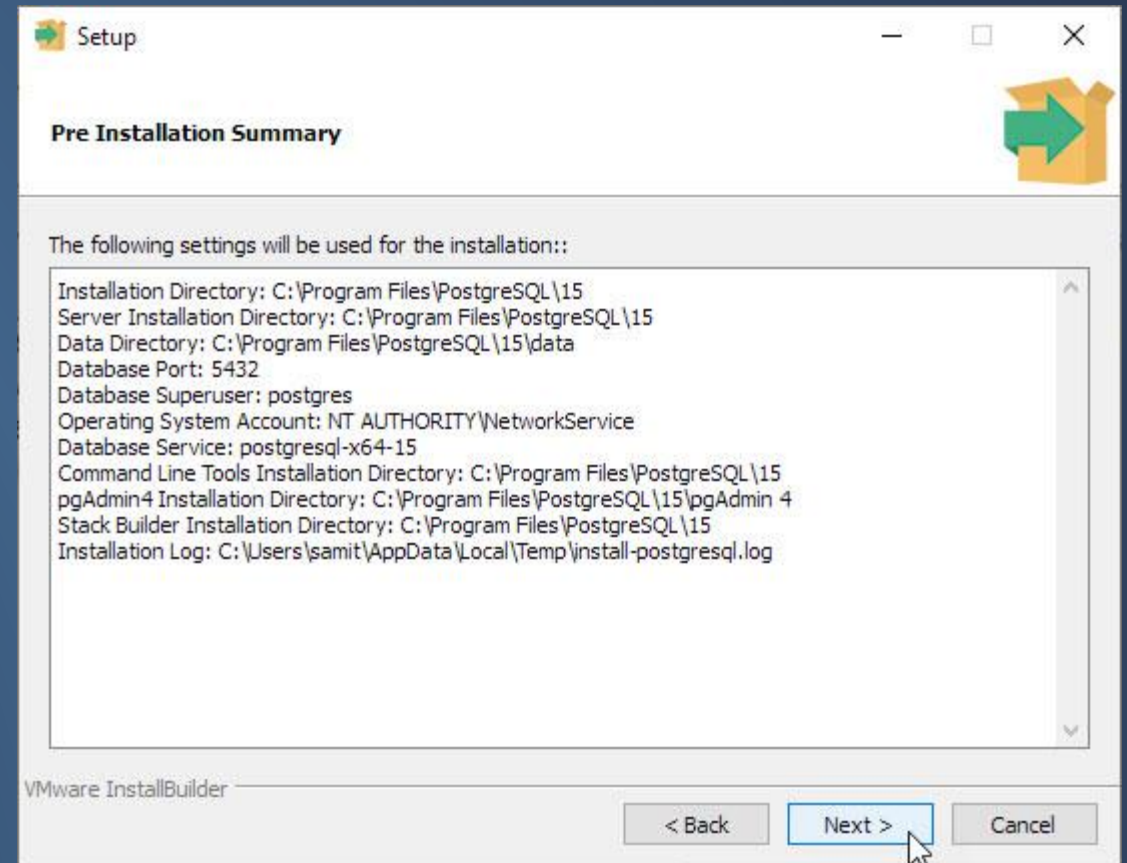 Setup
Pre Installation Summary
The following settings will be used for the installation::
Installation Directory: C:\Program Files\PostgreSQL\15
Server Installation Directory: C:\Program Files\PostgreSQL\15
Data Directory: C:\Program Files\PostgreSQL\15\data
Database Port: 5432
Database Superuser: postgres
Operating System Account: NT AUTHORITY\NetworkService
Database Service: postgresql-x64-15
Command Line Tools Installation Directory: C:\Program Files\PostgreSQL\15
pgAdmin4 Installation Directory: C:\Program Files\PostgreSQL\15\pgAdmin 4
Stack Builder Installation Directory: C:\Program Files\PostgreSQL\15
Installation Log: C:\Users\samit\AppData\Local\Temp\install-postgresql.log
VMware InstallBuilder
< Back Next > Cancel